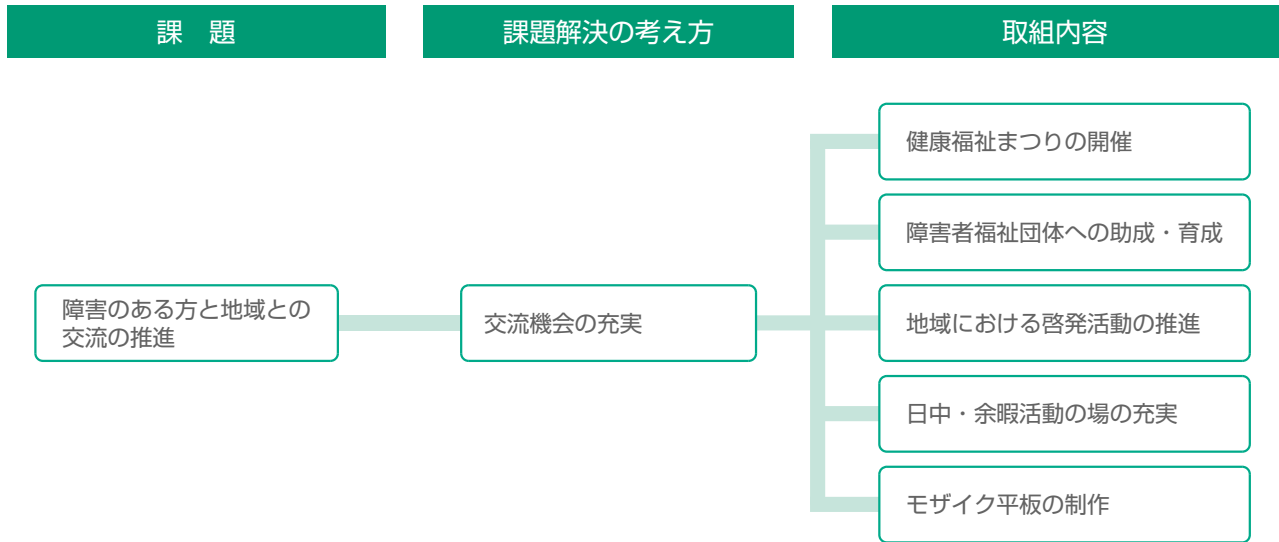 課　題
課題解決の考え方
取組内容
障害のある方と地域との
交流の推進
交流機会の充実
健康福祉まつりの開催
障害者福祉団体への助成・育成
地域における啓発活動の推進
日中・余暇活動の場の充実
モザイク平板の制作